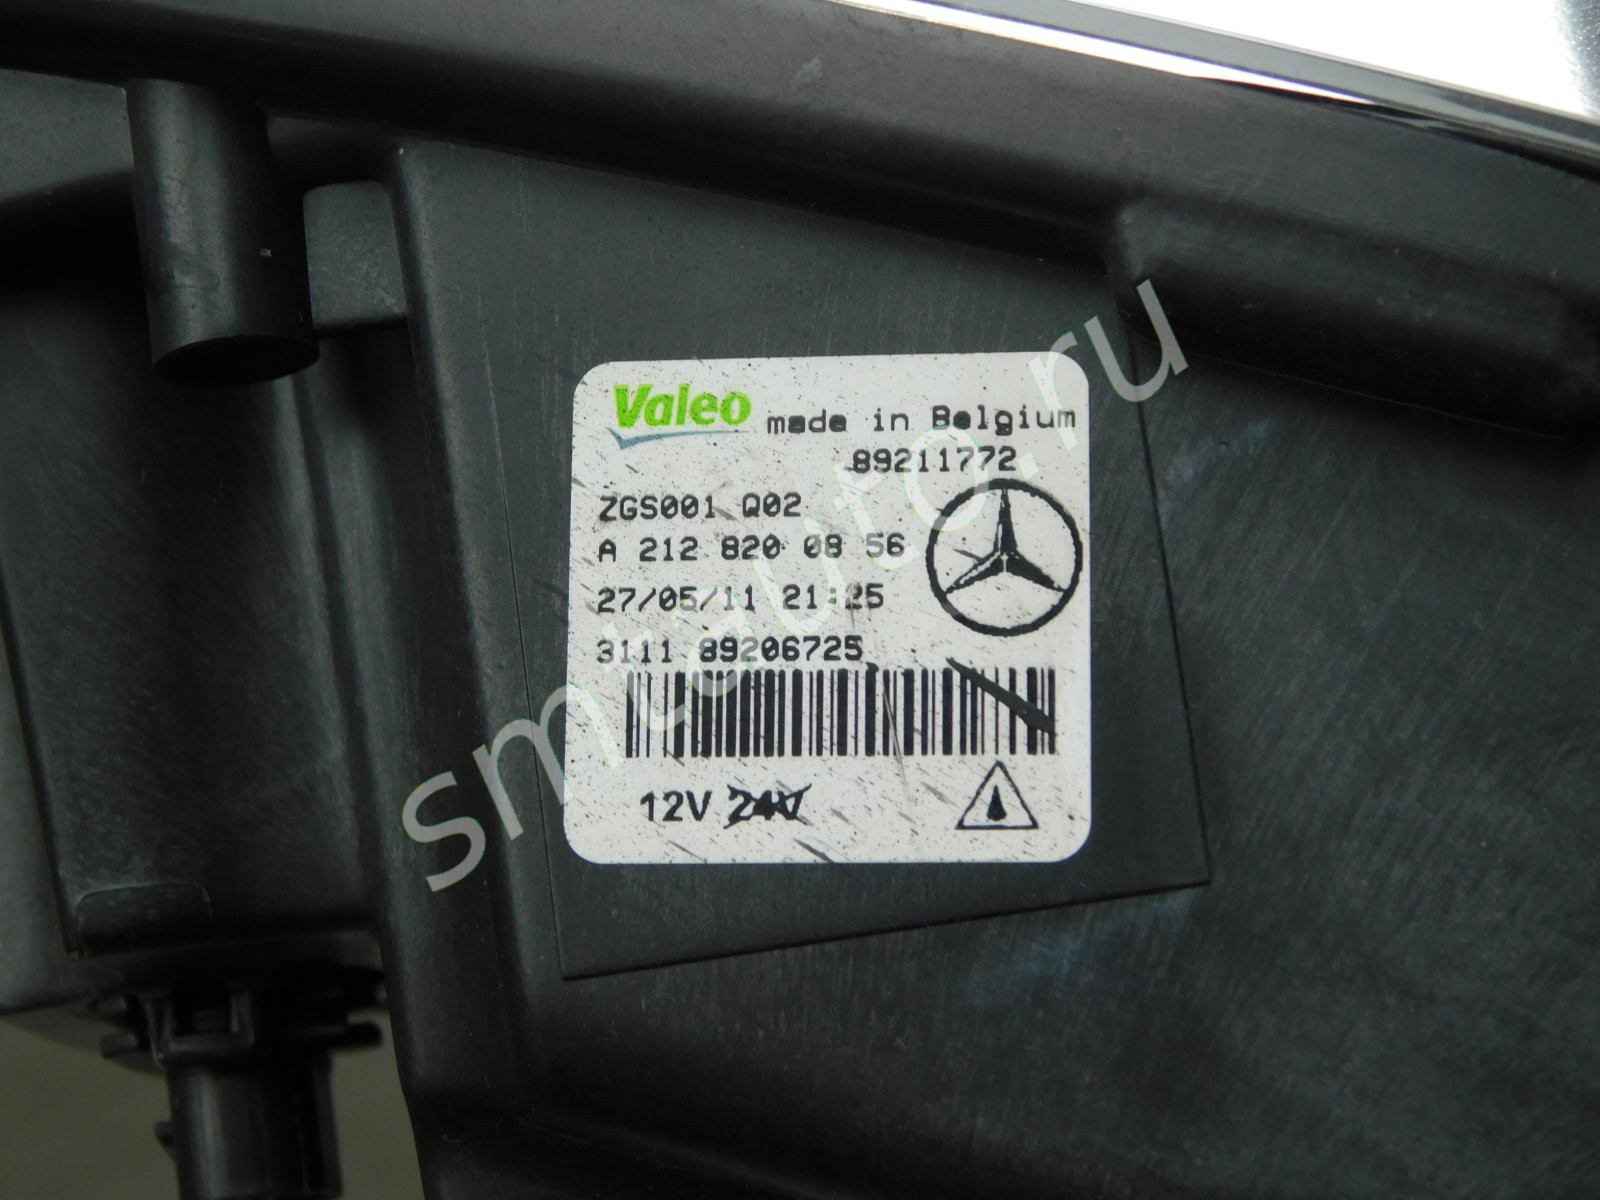 Valeo made in Belgium
89211772
ZGS001 Q02
A 212 820 08 56
27/05/11 21:25
3111 89206725
12V 24V
smtauto.ru